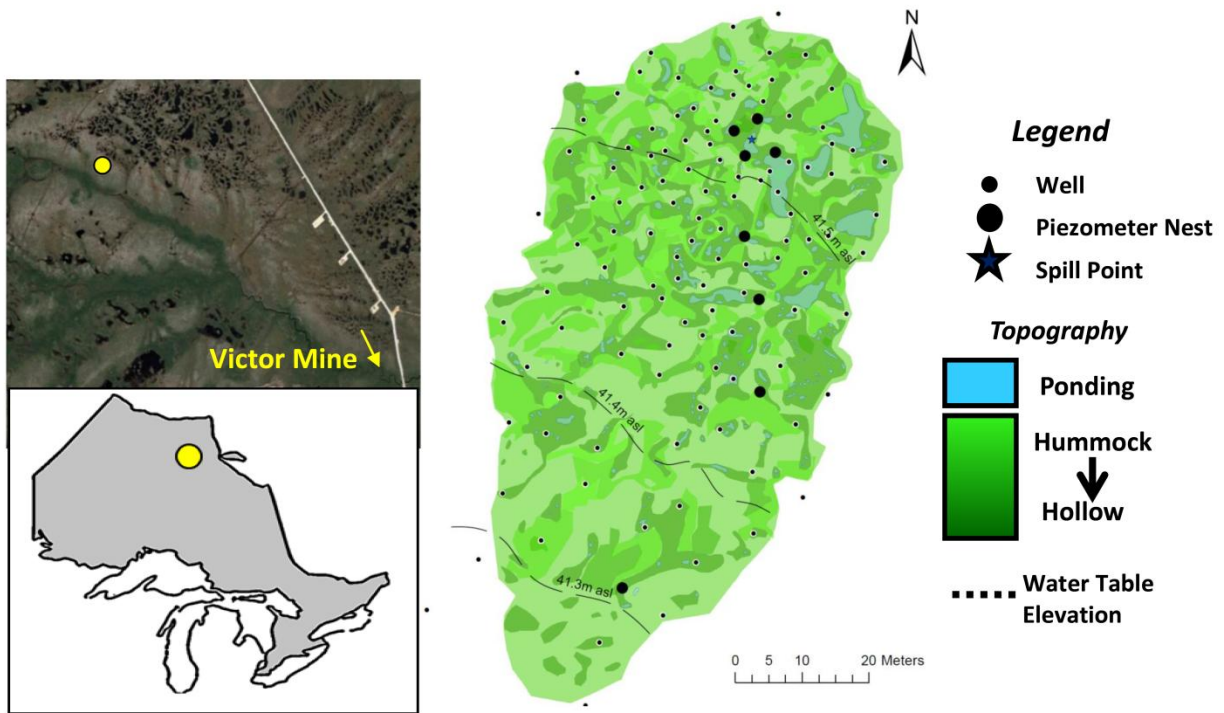 Victor Mine
N
41.5m asl
41.4m asl
41.3m asl
0 5 10 20 Meters
Legend
Well
Piezometer Nest
Spill Point
Topography
Ponding
Hummock
Hollow
Water Table
Elevation